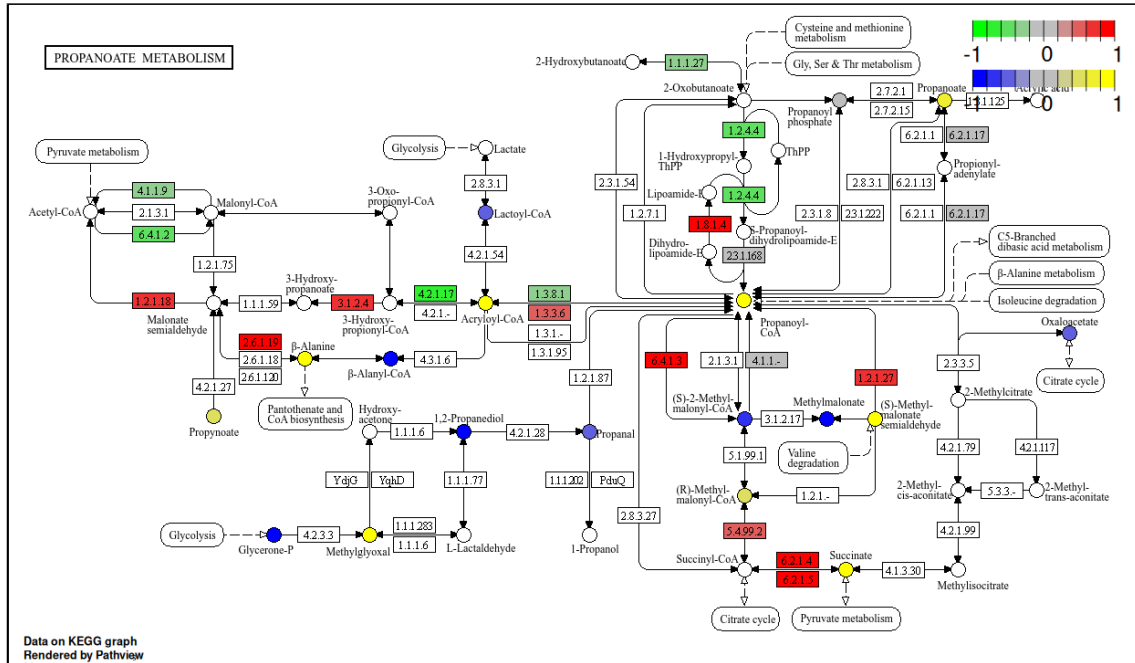 PROPANOATE METABOLISM
-1 0 1
-1 0 1
Cysteine and methionine
metabolism
Gly, Ser & Thr metabolism
2-Hydroxybutanoate
1.1.1.27
2-Oxobutanoate
Propanoyl
phosphate
2.7.2.1
2.7.2.15
Propanoate
1.3.1.125
Acrylic acid
1.2.4.4
ThPP
1-Hydroxypropyl-
ThPP
6.2.1.1
6.2.1.17
Propionyl-
adenylate
2.3.1.54
1.2.7.1
Lipoamide-E
1.2.4.4
1.8.1.4
S-Propanoyl-
dihydrolipoamide-E
Dihydro-
lipoamide-E
2.3.1.168
2.3.1.8
2.3.1.222
2.8.3.1
6.2.1.13
6.2.1.1
6.2.1.17
C5-Branched
dibasic acid metabolism
β-Alanine metabolism
Isoleucine degradation
Pyruvate metabolism
Glycolysis
Lactate
2.8.3.1
Lactoyl-CoA
4.2.1.54
4.1.1.9
Acetyl-CoA
2.1.3.1
Malonyl-CoA
6.4.1.2
3-Oxo-
propionyl-CoA
1.2.1.75
3-Hydroxy-
propanoate
1.2.1.18
Malonate
semialdehyde
1.1.1.59
3.1.2.4
3-Hydroxy-
propionyl-CoA
4.2.1.17
4.2.1.-
Acryloyl-CoA
1.3.8.1
1.3.3.6
1.3.1.-
1.3.1.95
Propanoyl-
CoA
2.6.1.19
2.6.1.18
2.6.1.120
β-Alanine
β-Alanyl-CoA
4.3.1.6
4.2.1.27
Propynoate
Pantothenate and
CoA biosynthesis
1.2.1.87
6.4.1.3
2.1.3.1
4.1.1.-
1.2.1.27
Oxaloacetate
2.3.3.5
Citrate cycle
2-Methylcitrate
(S)-2-Methyl-
malonyl-CoA
3.1.2.17
Methylmalonate
(S)-Methyl-
malonate
semialdehyde
Valine
degradation
Hydroxy-
acetone
1.1.1.6
1,2-Propanediol
4.2.1.28
Propanal
YdjG
YqhD
1.1.1.77
1.1.1.202
PduQ
5.1.99.1
(R)-Methyl-
malonyl-CoA
1.2.1.-
4.2.1.79
4.2.1.117
2-Methyl-
cis-aconitate
5.3.3.-
2-Methyl-
trans-aconitate
Glycolysis
Glycerone-P
4.2.3.3
Methylglyoxal
1.1.1.283
1.1.1.6
L-Lactaldehyde
1-Propanol
2.8.3.27
5.4.99.2
4.2.1.99
Succinyl-CoA
6.2.1.4
6.2.1.5
Succinate
4.1.3.30
Methylisocitrate
Citrate cycle
Pyruvate metabolism
Data on KEGG graph
Rendered by Pathview